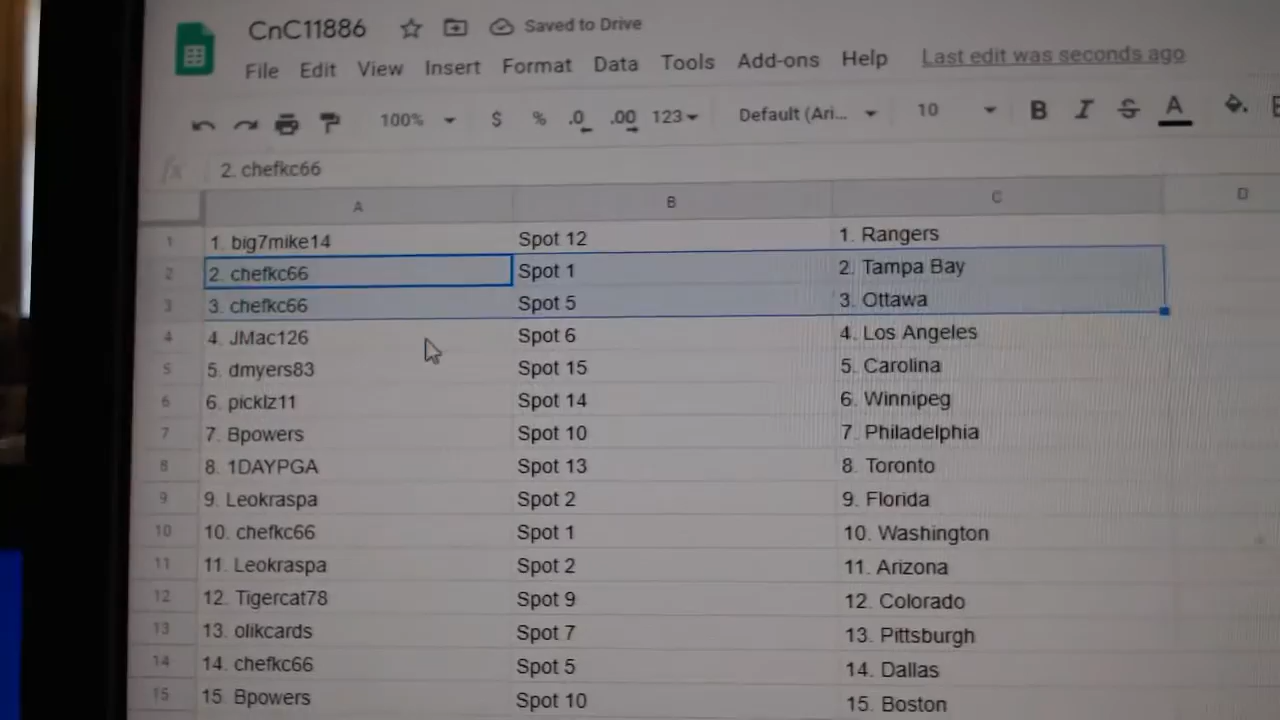 CnC11886 Saved to Drive
File Edit View Insert Format Data Tools Add-ons Help Last edit was seconds ago
100% $ % .0 .00 123 Default (Ari... 10 B I S A
fx 2. chefkc66
A B C D
1 1. big7mike14 Spot 12 1. Rangers
2 2. chefkc66 Spot 1 2. Tampa Bay
3 3. chefkc66 Spot 5 3. Ottawa
4 4. JMac126 Spot 6 4. Los Angeles
5 5. dmyers83 Spot 15 5. Carolina
6 6. picklz11 Spot 14 6. Winnipeg
7 7. Bpowers Spot 10 7. Philadelphia
8 8. 1DAYPGA Spot 13 8. Toronto
9 9. Leokraspa Spot 2 9. Florida
10 10. chefkc66 Spot 1 10. Washington
11 11. Leokraspa Spot 2 11. Arizona
12 12. Tigercat78 Spot 9 12. Colorado
13 13. olikcards Spot 7 13. Pittsburgh
14 14. chefkc66 Spot 5 14. Dallas
15 15. Bpowers Spot 10 15. Boston